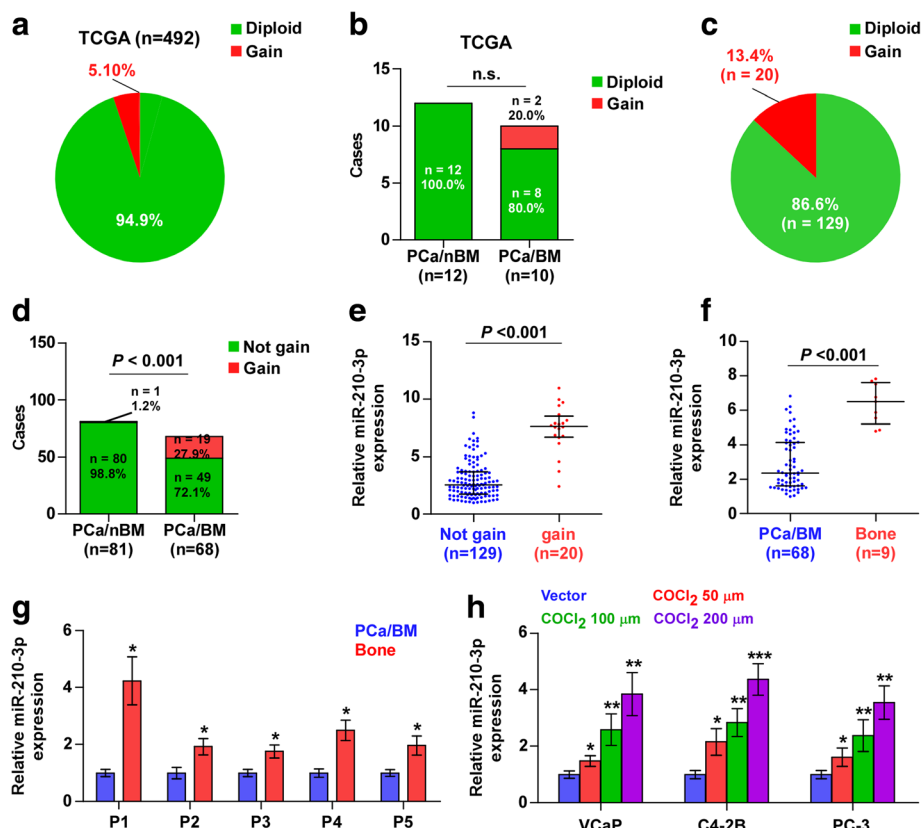 a
TCGA (n=492)
Diploid
Gain
5.10%
94.9%
b
TCGA
Cases
15
10
5
0
n.s.
Diploid
Gain
n = 2
20.0%
n = 12
100.0%
n = 8
80.0%
PCa/nBM
(n=12)
PCa/BM
(n=10)
c
Diploid
Gain
13.4%
(n = 20)
86.6%
(n = 129)
d
Cases
150
100
50
0
P < 0.001
Not gain
Gain
n = 1
1.2%
n = 80
98.8%
n = 19
27.9%
n = 49
72.1%
PCa/nBM
(n=81)
PCa/BM
(n=68)
e
Relative miR-210-3p
expression
15
10
5
0
P <0.001
Not gain
(n=129)
gain
(n=20)
f
Relative miR-210-3p
expression
10
8
6
4
2
0
P <0.001
PCa/BM
(n=68)
Bone
(n=9)
g
Relative miR-210-3p
expression
6
4
2
0
PCa/BM
Bone
*
*
*
*
*
P1
P2
P3
P4
P5
h
Vector
COCl2 50 μm
COCl2 100 μm
COCl2 200 μm
Relative miR-210-3p
expression
6
4
2
0
*
**
**
*
**
***
*
**
**
VCaP
C4-2B
PC-3